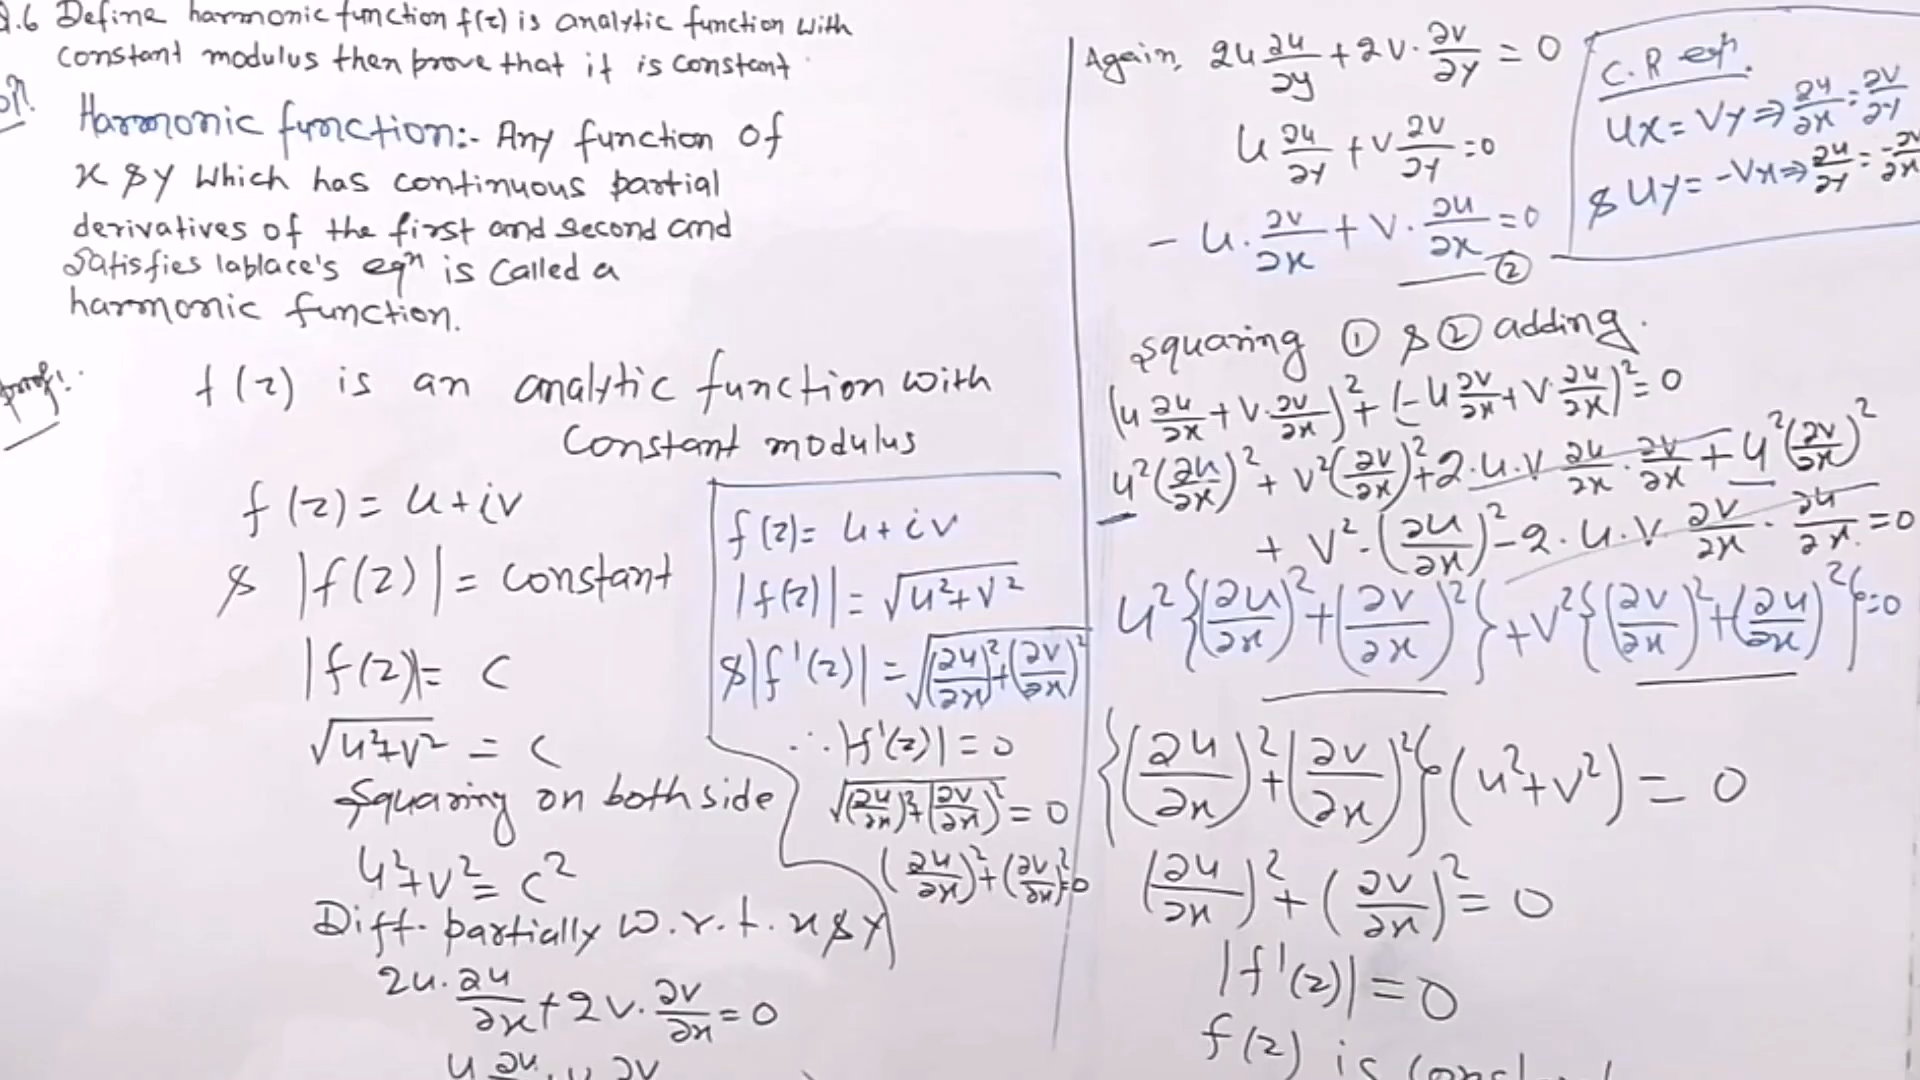 Q.6 Define harmonic function f(z) is analytic function with
constant modulus then prove that it is constant.
Soln
Harmonic function:- Any function of
x & y Which has continuous partial
derivatives of the first and second and
Satisfies laplace's eqn is Called a
harmonic function.
proof:
f(z) is an analytic function with
Constant modulus
f(z) = u+iv
& |f(z)| = constant
|f(z)| = c
√u²+v² = c
Squaring on both side
u²+v² = c²
Diff. partially w.r.t. x & y
2u.∂u/∂x + 2v.∂v/∂x = 0
u ∂u ∂v
f(z) = u+iv
|f(z)| = √u²+v²
& |f'(z)| = √(∂u/∂x)²+(∂v/∂x)²
∴ |f'(z)| = 0
√(∂u/∂x)²+(∂v/∂x)² = 0
(∂u/∂x)²+(∂v/∂x)²=0
Again, 2u ∂u/∂y + 2v.∂v/∂y = 0
u ∂u/∂y + v ∂v/∂y = 0
- u.∂v/∂x + v.∂u/∂x = 0
②
C.R eqn.
ux = vy ⇒ ∂u/∂x = ∂v/∂y
& uy = -vx ⇒ ∂u/∂y = -∂v/∂x
squaring ① & ② adding.
(u ∂u/∂x + v.∂v/∂x)² + (-u ∂v/∂x + v.∂u/∂x)² = 0
u²(∂u/∂x)² + v²(∂v/∂x)² + 2.u.v ∂u/∂x.∂v/∂x + u²(∂v/∂x)²
+ v².(∂u/∂x)² - 2.u.v ∂v/∂x.∂u/∂x = 0
u²{(∂u/∂x)²+(∂v/∂x)²} + v²{(∂v/∂x)²+(∂u/∂x)²} = 0
{(∂u/∂x)²+(∂v/∂x)²}(u²+v²) = 0
(∂u/∂x)²+(∂v/∂x)² = 0
|f'(z)| = 0
f(z) is constant